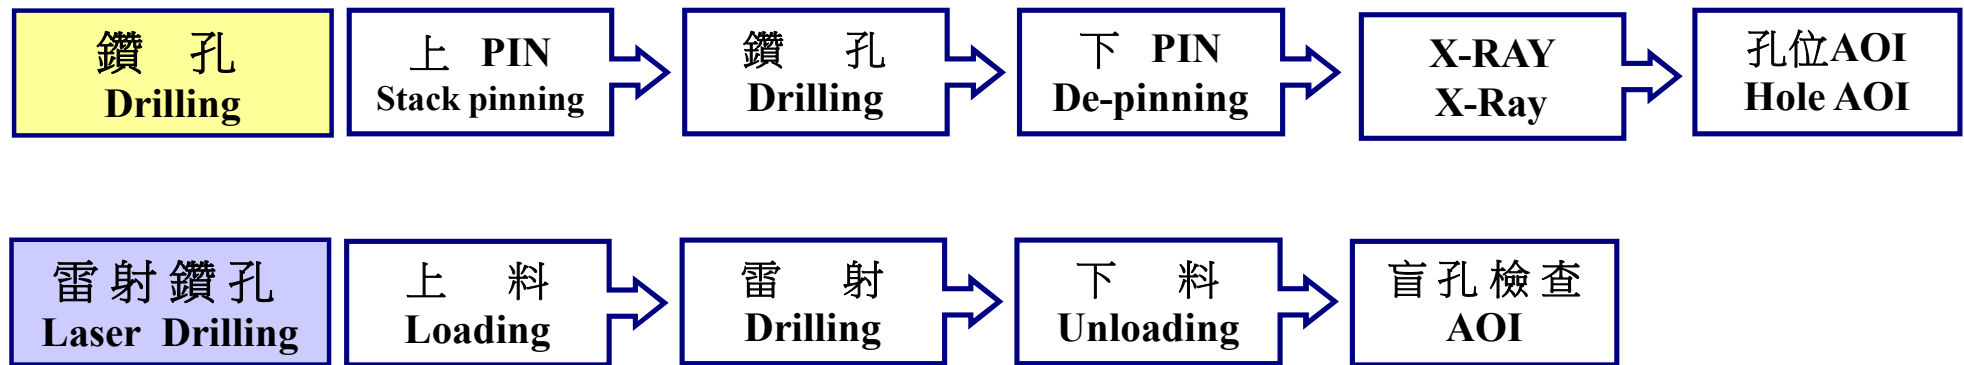 鑽 孔
Drilling
上 PIN
Stack pinning
鑽 孔
Drilling
下 PIN
De-pinning
X-RAY
X-Ray
孔位AOI
Hole AOI
雷射鑽孔
Laser Drilling
上 料
Loading
雷 射
Drilling
下 料
Unloading
盲孔檢查
AOI